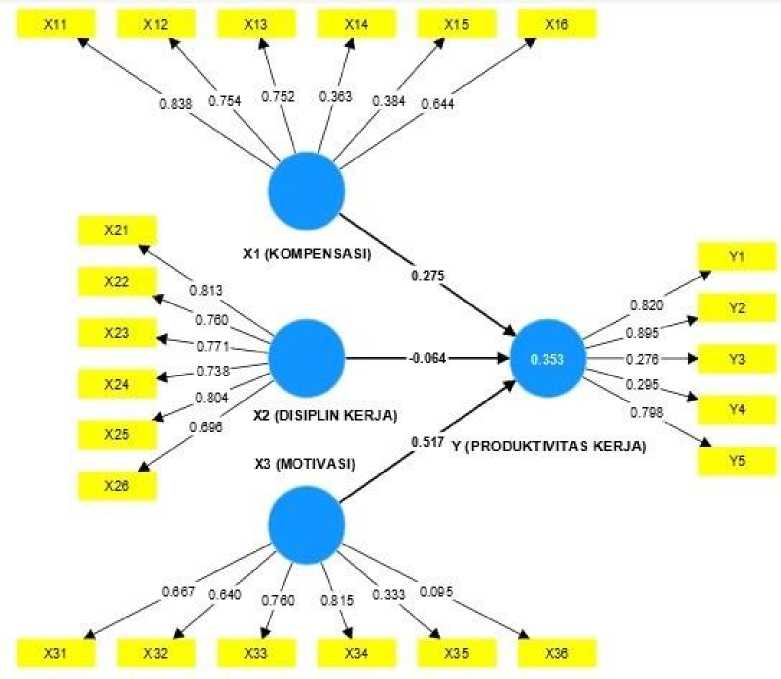 X11 X12 X13 X14 X15 X16
0.838 0.754 0.752 0.363 0.384 0.644
X1 (KOMPENSASI)
0.275
X21
X22
X23
X24
X25
X26
0.813
0.760
0.771
0.738
0.804
0.696
-0.064
X2 (DISIPLIN KERJA)
0.353
Y1
Y2
Y3
Y4
Y5
0.820
0.895
0.276
0.295
0.798
0.517
Y (PRODUKTIVITAS KERJA)
X3 (MOTIVASI)
0.667 0.640 0.760 0.815 0.333 0.095
X31 X32 X33 X34 X35 X36